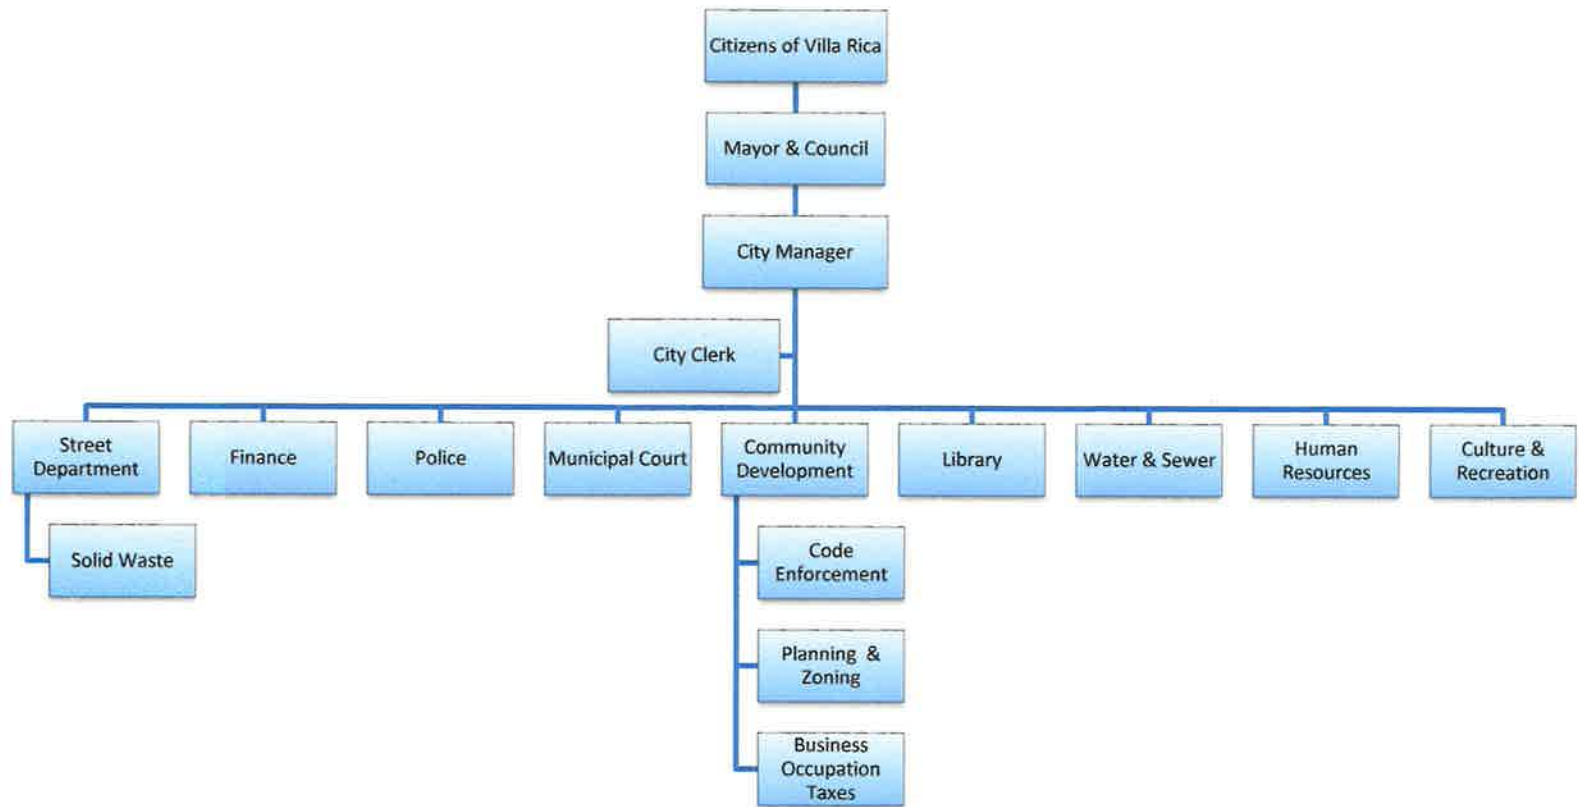 Citizens of Villa Rica
Mayor & Council
City Manager
City Clerk
Street
Department
Finance
Police
Municipal Court
Community
Development
Library
Water & Sewer
Human
Resources
Culture &
Recreation
Solid Waste
Code
Enforcement
Planning &
Zoning
Business
Occupation
Taxes